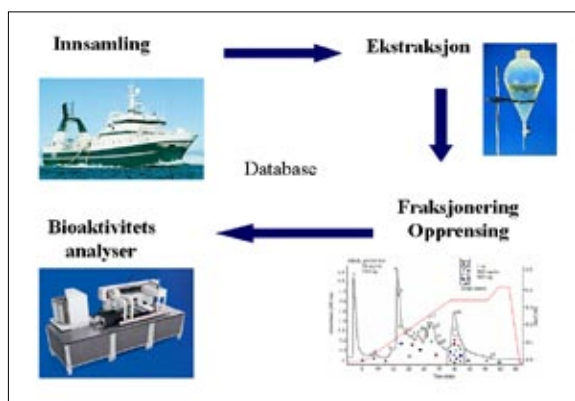 Innsamling
Ekstraksjon
Database
Fraksjonering
Opprensing
Bioaktivitets
analyser